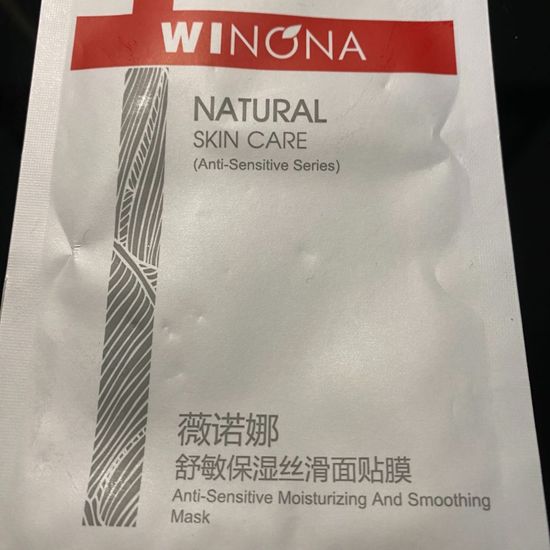 WINONA
NATURAL
SKIN CARE
(Anti-Sensitive Series)
薇诺娜
舒敏保湿丝滑面贴膜
Anti-Sensitive Moisturizing And Smoothing
Mask